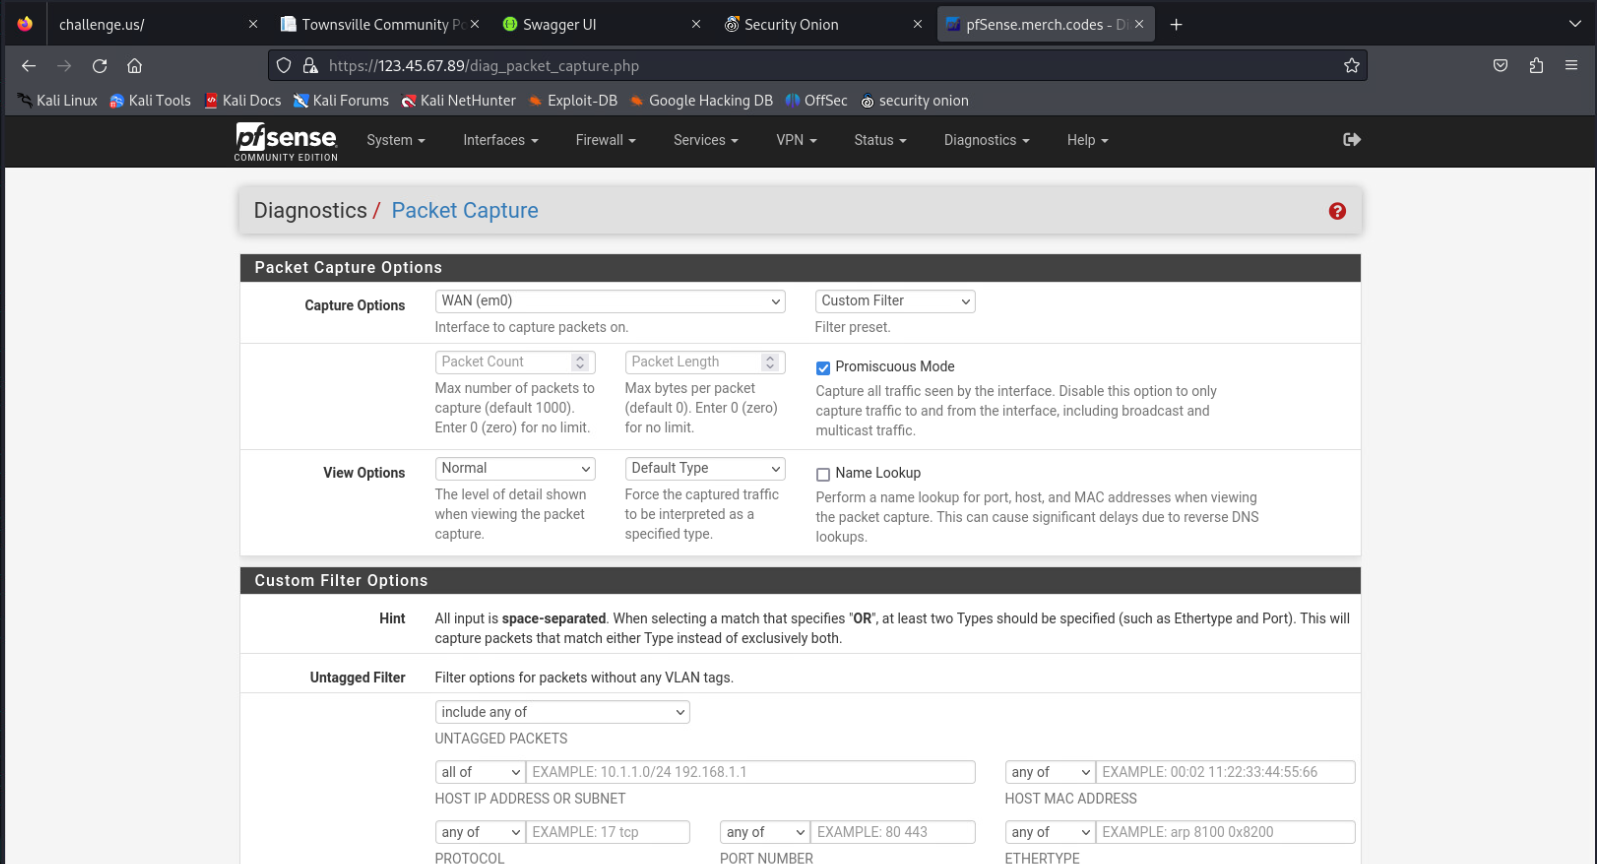 challenge.us/
Townsville Community Po
Swagger UI
Security Onion
pfSense.merch.codes - Di
https://123.45.67.89/diag_packet_capture.php
Kali Linux
Kali Tools
Kali Docs
Kali Forums
Kali NetHunter
Exploit-DB
Google Hacking DB
OffSec
security onion
pfsense
COMMUNITY EDITION
System
Interfaces
Firewall
Services
VPN
Status
Diagnostics
Help
Diagnostics / Packet Capture
Packet Capture Options
Capture Options
WAN (em0)
Interface to capture packets on.
Custom Filter
Filter preset.
Packet Count
Max number of packets to
capture (default 1000).
Enter 0 (zero) for no limit.
Packet Length
Max bytes per packet
(default 0). Enter 0 (zero)
for no limit.
Promiscuous Mode
Capture all traffic seen by the interface. Disable this option to only
capture traffic to and from the interface, including broadcast and
multicast traffic.
View Options
Normal
The level of detail shown
when viewing the packet
capture.
Default Type
Force the captured traffic
to be interpreted as a
specified type.
Name Lookup
Perform a name lookup for port, host, and MAC addresses when viewing
the packet capture. This can cause significant delays due to reverse DNS
lookups.
Custom Filter Options
Hint
All input is space-separated. When selecting a match that specifies "OR", at least two Types should be specified (such as Ethertype and Port). This will
capture packets that match either Type instead of exclusively both.
Untagged Filter
Filter options for packets without any VLAN tags.
include any of
UNTAGGED PACKETS
all of
EXAMPLE: 10.1.1.0/24 192.168.1.1
HOST IP ADDRESS OR SUBNET
any of
EXAMPLE: 00:02 11:22:33:44:55:66
HOST MAC ADDRESS
any of
EXAMPLE: 17 tcp
PROTOCOL
any of
EXAMPLE: 80 443
PORT NUMBER
any of
EXAMPLE: arp 8100 0x8200
ETHERTYPE